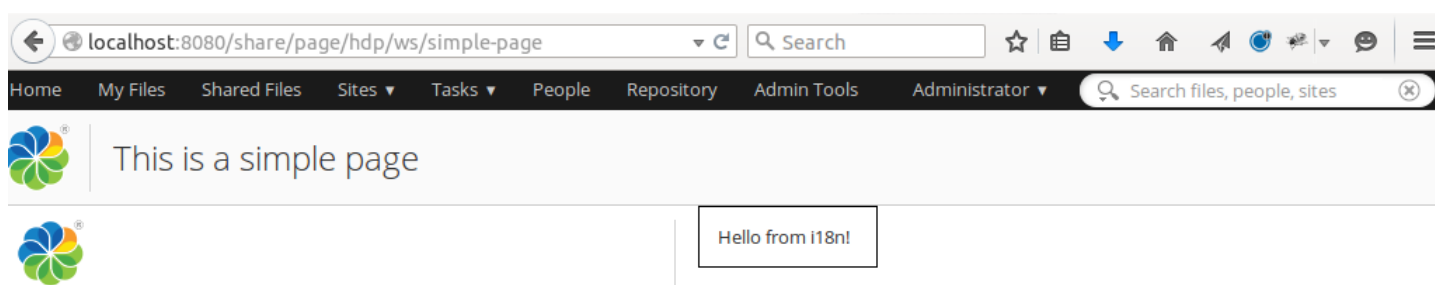 localhost:8080/share/page/hdp/ws/simple-page Search
Home My Files Shared Files Sites ▾ Tasks ▾ People Repository Admin Tools Administrator ▾ Search files, people, sites
® This is a simple page
® Hello from i18n!